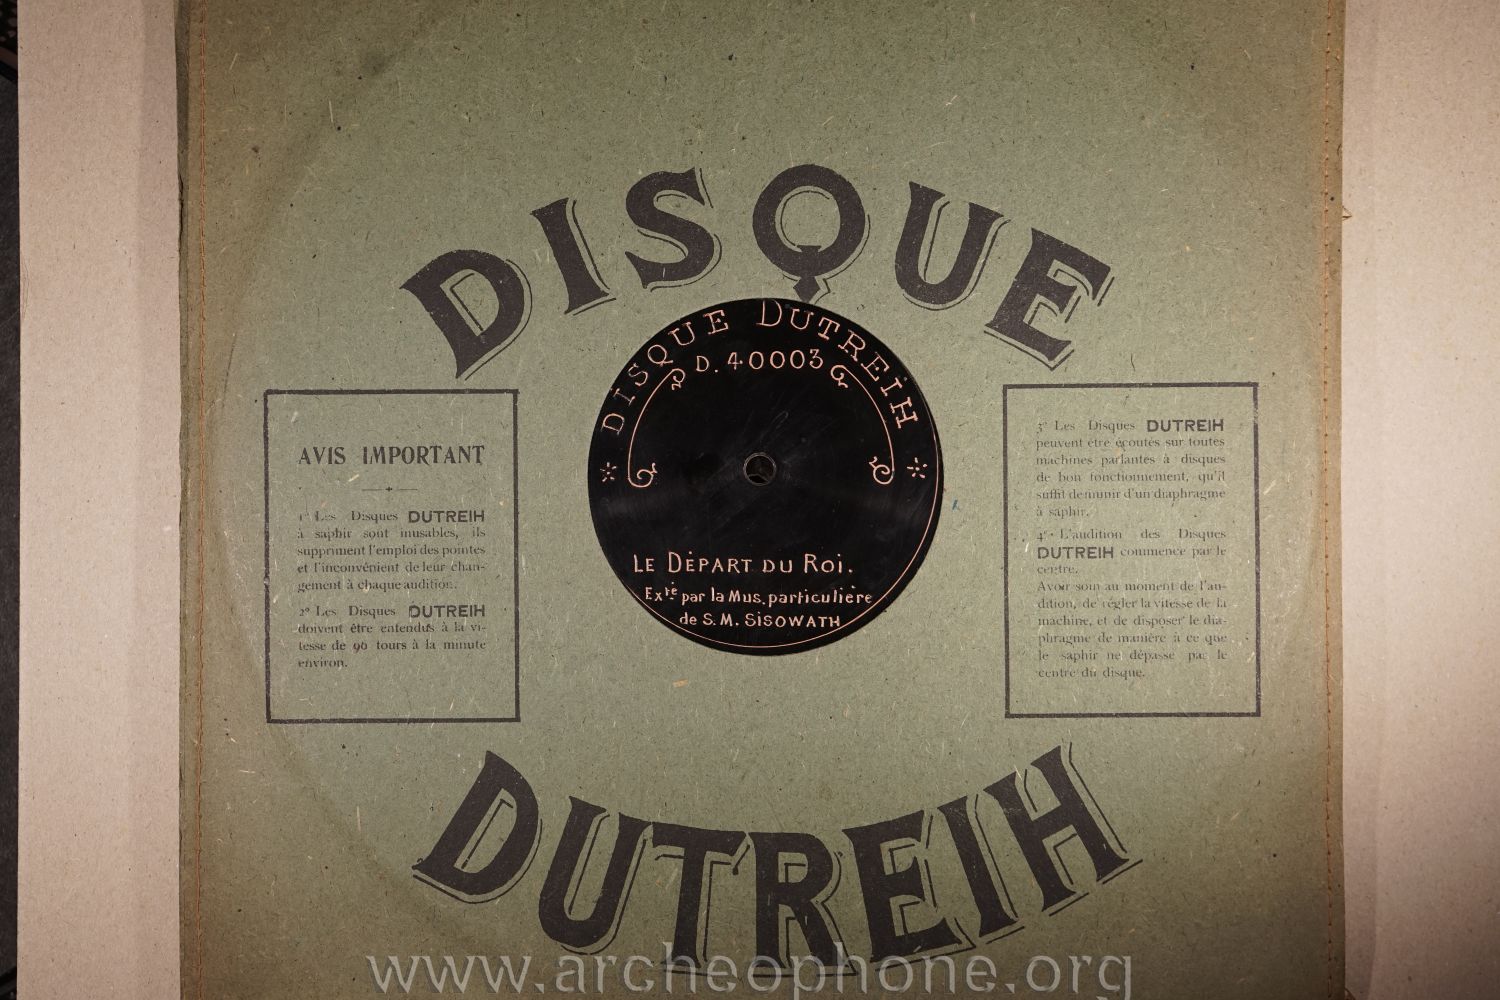 DISQUE
DISQUE DUTREIH
D. 40003
LE DÉPART DU ROI.
Exté par la Mus. particulière
de S. M. SISOWATH
AVIS IMPORTANT
1º Les Disques DUTREIH
à saphir sont inusables, ils
suppriment l'emploi des pointes
et l'inconvénient de leur chan-
gement à chaque audition.
2º Les Disques DUTREIH
doivent être entendus à la vi-
tesse de 90 tours à la minute
environ.
3º Les Disques DUTREIH
peuvent être écoutés sur toutes
machines parlantes à disques
de bon fonctionnement, qu'il
suffit de munir d'un diaphragme
à saphir.
4º L'audition des Disques
DUTREIH commence par le
centre.
Avoir soin au moment de l'au-
dition, de régler la vitesse de la
machine, et de disposer le dia-
phragme de manière à ce que
le saphir ne dépasse pas le
centre du disque.
DUTREIH
www.archeophone.org